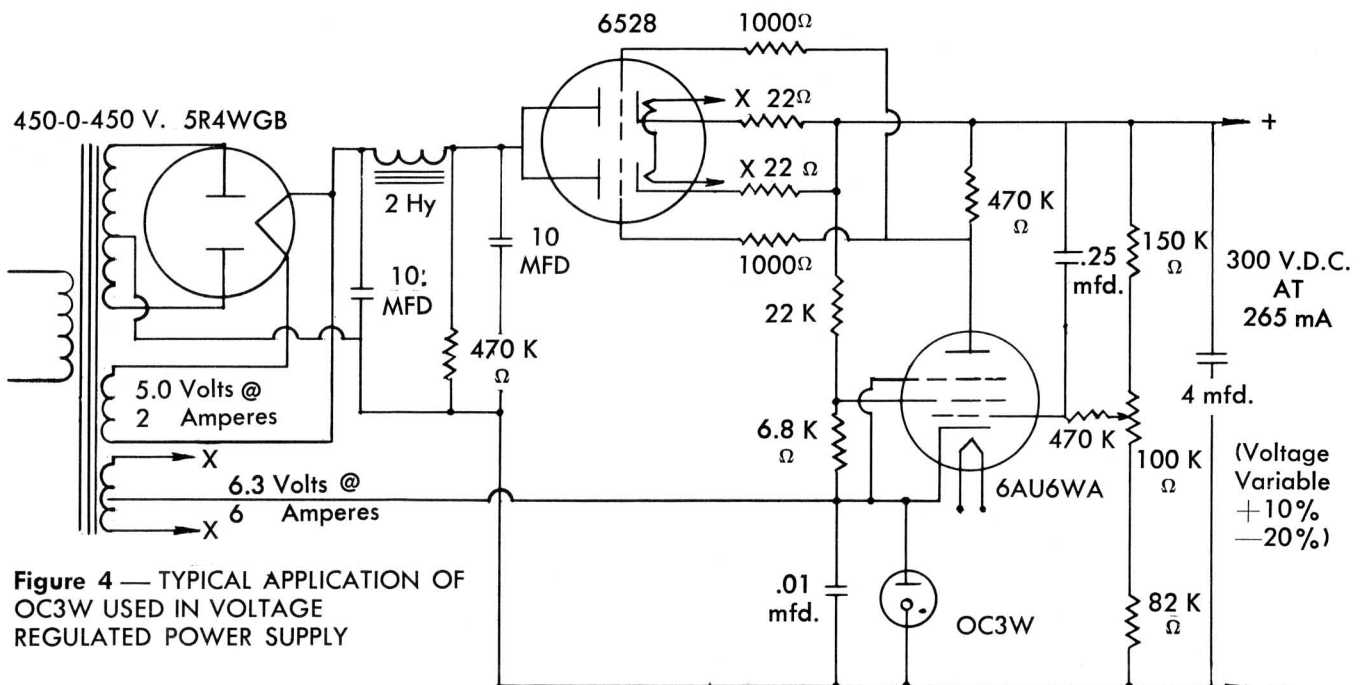 6528
1000Ω
450-0-450 V. 5R4WGB
X 22Ω
+
X 22 Ω
2 Hy
10
MFD
10
MFD
470 K
Ω
1000Ω
470 K
Ω
.25
mfd.
150 K
Ω
300 V.D.C.
AT
265 mA
22 K
5.0 Volts @
2 Amperes
6.8 K
Ω
470 K
4 mfd.
100 K
Ω
X
6.3 Volts @
6 Amperes
X
6AU6WA
(Voltage
Variable
+10%
—20%)
Figure 4 — TYPICAL APPLICATION OF
OC3W USED IN VOLTAGE
REGULATED POWER SUPPLY
.01
mfd.
OC3W
82 K
Ω